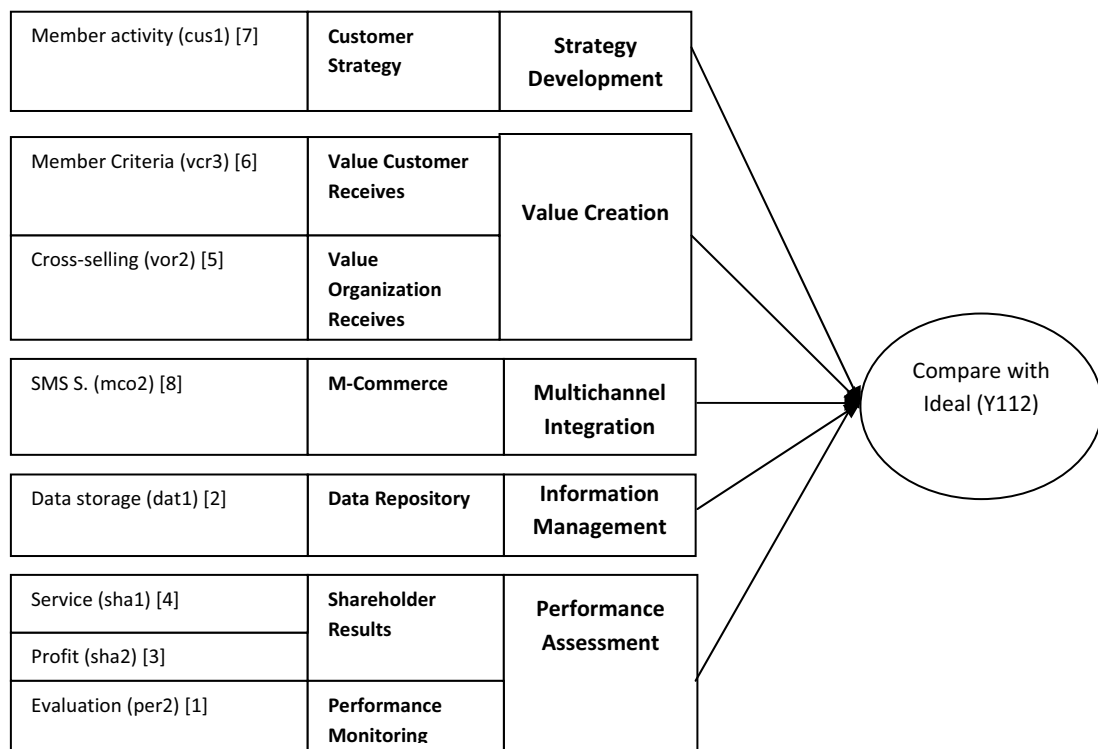 Member activity (cus1) [7]
Customer
Strategy
Strategy
Development
Member Criteria (vcr3) [6]
Value Customer
Receives
Value Creation
Cross-selling (vor2) [5]
Value
Organization
Receives
SMS S. (mco2) [8]
M-Commerce
Multichannel
Integration
Data storage (dat1) [2]
Data Repository
Information
Management
Service (sha1) [4]
Shareholder
Results
Performance
Assessment
Profit (sha2) [3]
Evaluation (per2) [1]
Performance
Monitoring
Compare with
Ideal (Y112)